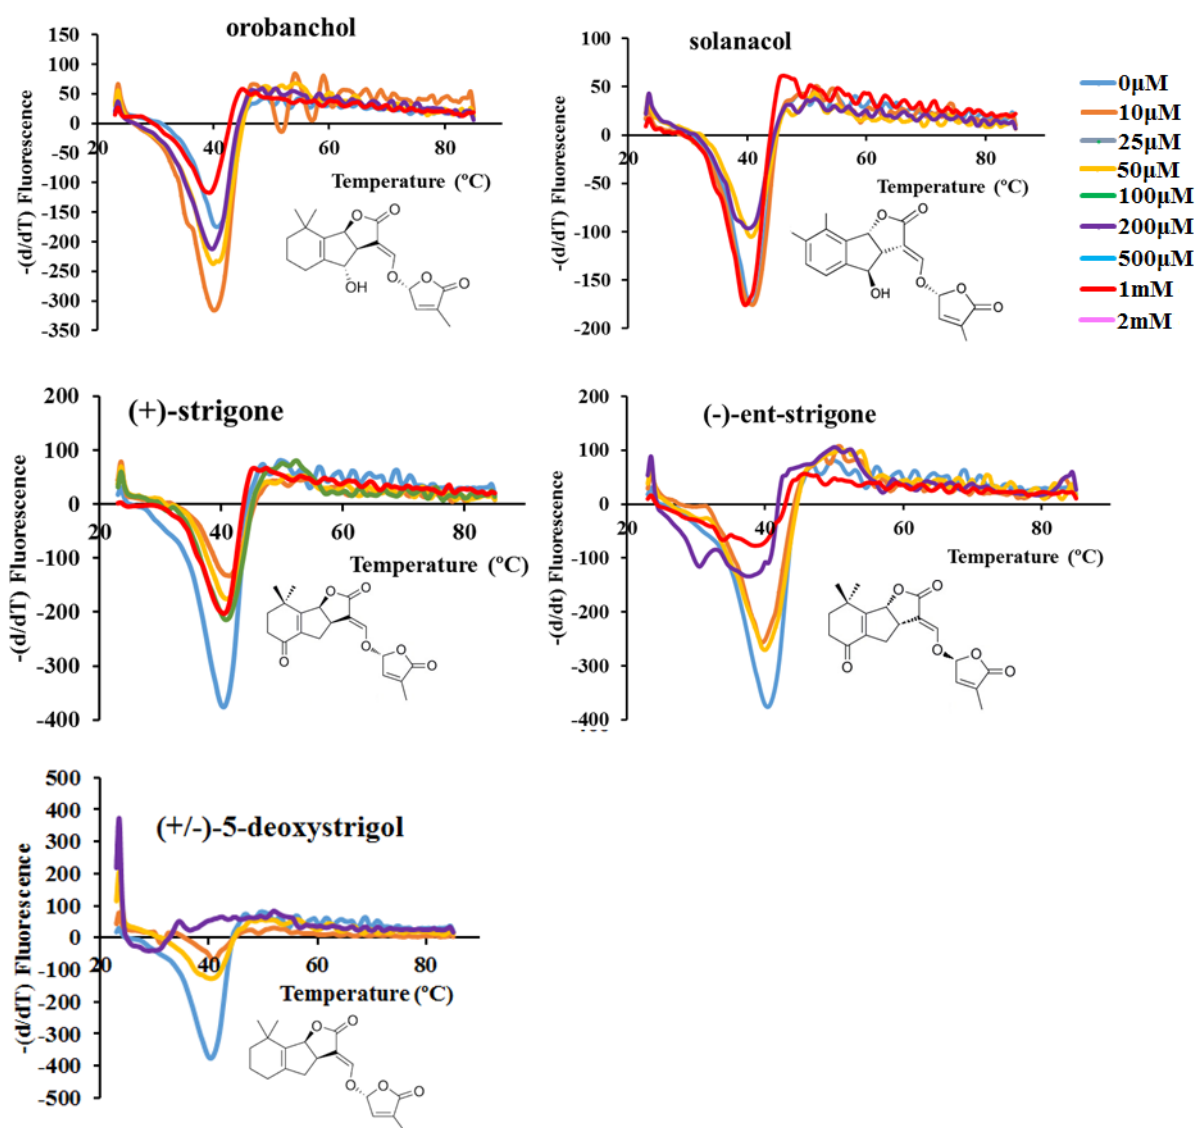 orobanchol
150
100
50
0
-50
-100
-150
-200
-250
-300
-350
20
40
60
80
-(d/dT) Fluorescence
Temperature (ºC)
O
O
OH
O
O
O
solanacol
100
50
0
-50
-100
-150
-200
20
40
60
80
-(d/dT) Fluorescence
Temperature (ºC)
O
O
OH
O
O
O
0µM
10µM
25µM
50µM
100µM
200µM
500µM
1mM
2mM
(+)-strigone
200
100
0
-100
-200
-300
-400
20
40
60
80
-(d/dT) Fluorescence
Temperature (ºC)
O
O
O
O
O
O
(-)-ent-strigone
200
100
0
-100
-200
-300
-400
20
40
60
80
-(d/dt) Fluorescence
Temperature (ºC)
O
O
O
O
O
O
(+/-)-5-deoxystrigol
500
400
300
200
100
0
-100
-200
-300
-400
-500
20
40
60
80
-(d/dT) Fluorescence
Temperature (ºC)
O
O
O
O
O